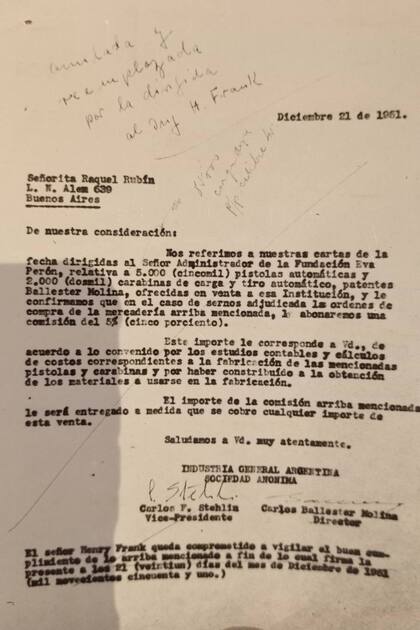 anulada y
reemplazada
por la dirigida
al Ing H. Frank
Diciembre 21 de 1951.
Señorita Raquel Rubín
L. N. Alem 639
Buenos Aires
De nuestra consideración:
Nos referimos a nuestras cartas de la
fecha dirigidas al Señor Administrador de la Fundación Eva
Perón, relativa a 5.000 (cincomil) pistolas automáticas y
2.000 (dosmil) carabinas de carga y tiro automático, patentes
Ballester Molina, ofrecidas en venta a esa Institución, y le
confirmamos que en el caso de sernos adjudicada las ordenes de
compra de la mercadería arriba mencionada, le abonaremos una
comisión del 5% (cinco porciento).
Este importe le corresponde a Vd., de
acuerdo a lo convenido por los estudios contables y cálculos
de costos correspondientes a la fabricación de las mencionadas
pistolas y carabinas y por haber constribuido a la obtención
de los materiales a usarse en la fabricación.
El importe de la comisión arriba mencionada
le será entregado a medida que se cobre cualquier importe de
esta venta.
Saludamos a Vd. muy atentamente.
INDUSTRIA GENERAL ARGENTINA
SOCIEDAD ANONIMA
Carlos F. Stehlin
Vice-Presidente
Carlos Ballester Molina
Director
El señor Henry Frank queda comprometido a vigilar el buen cum-
plimiento de lo arriba mencionado a fin de lo cual firma la
presente a los 21 (veintiun) días del mes de Diciembre de 1951
(mil novecientos cincuenta y uno.)